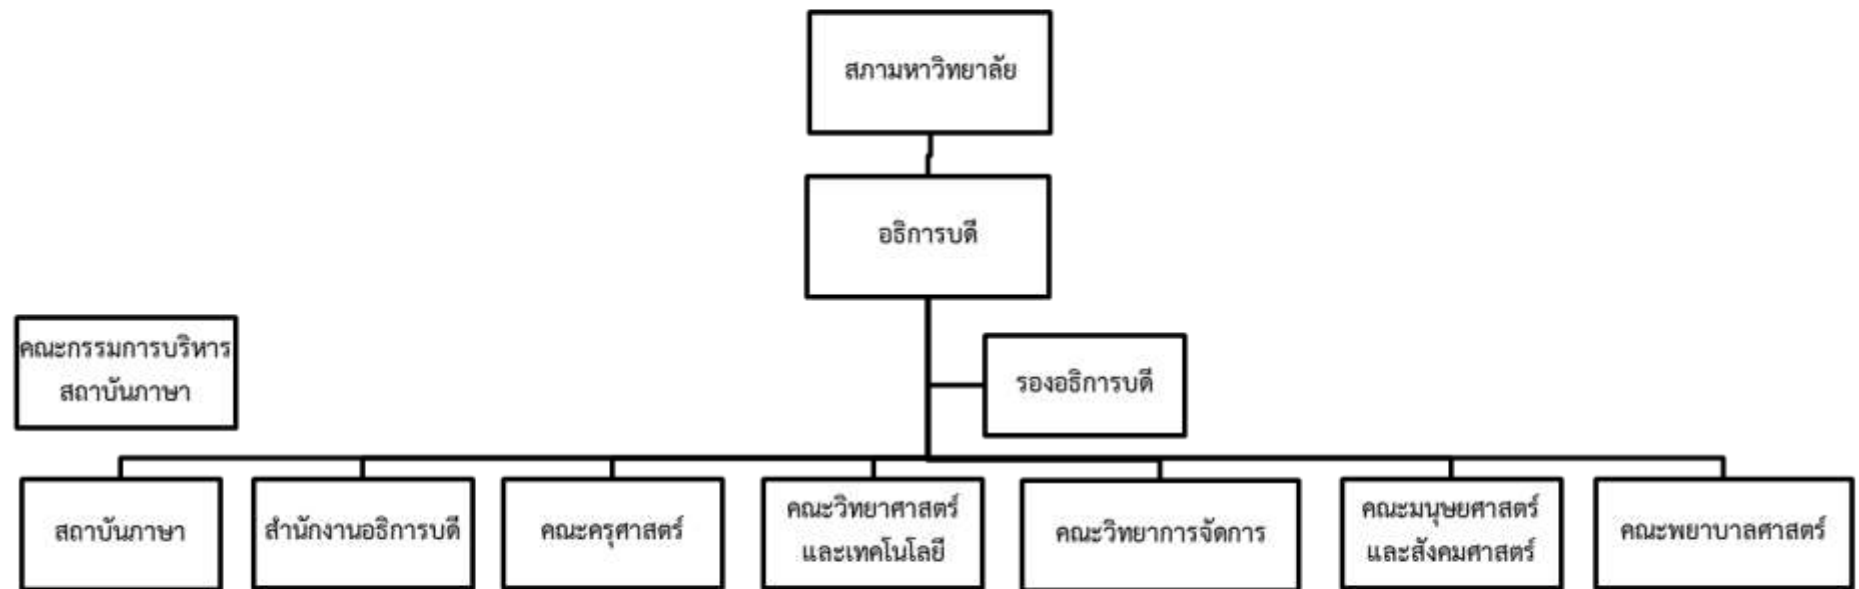 สภามหาวิทยาลัย
อธิการบดี
คณะกรรมการบริหาร
สถาบันภาษา
รองอธิการบดี
สถาบันภาษา
สำนักงานอธิการบดี
คณะครุศาสตร์
คณะวิทยาศาสตร์
และเทคโนโลยี
คณะวิทยาการจัดการ
คณะมนุษยศาสตร์
และสังคมศาสตร์
คณะพยาบาลศาสตร์